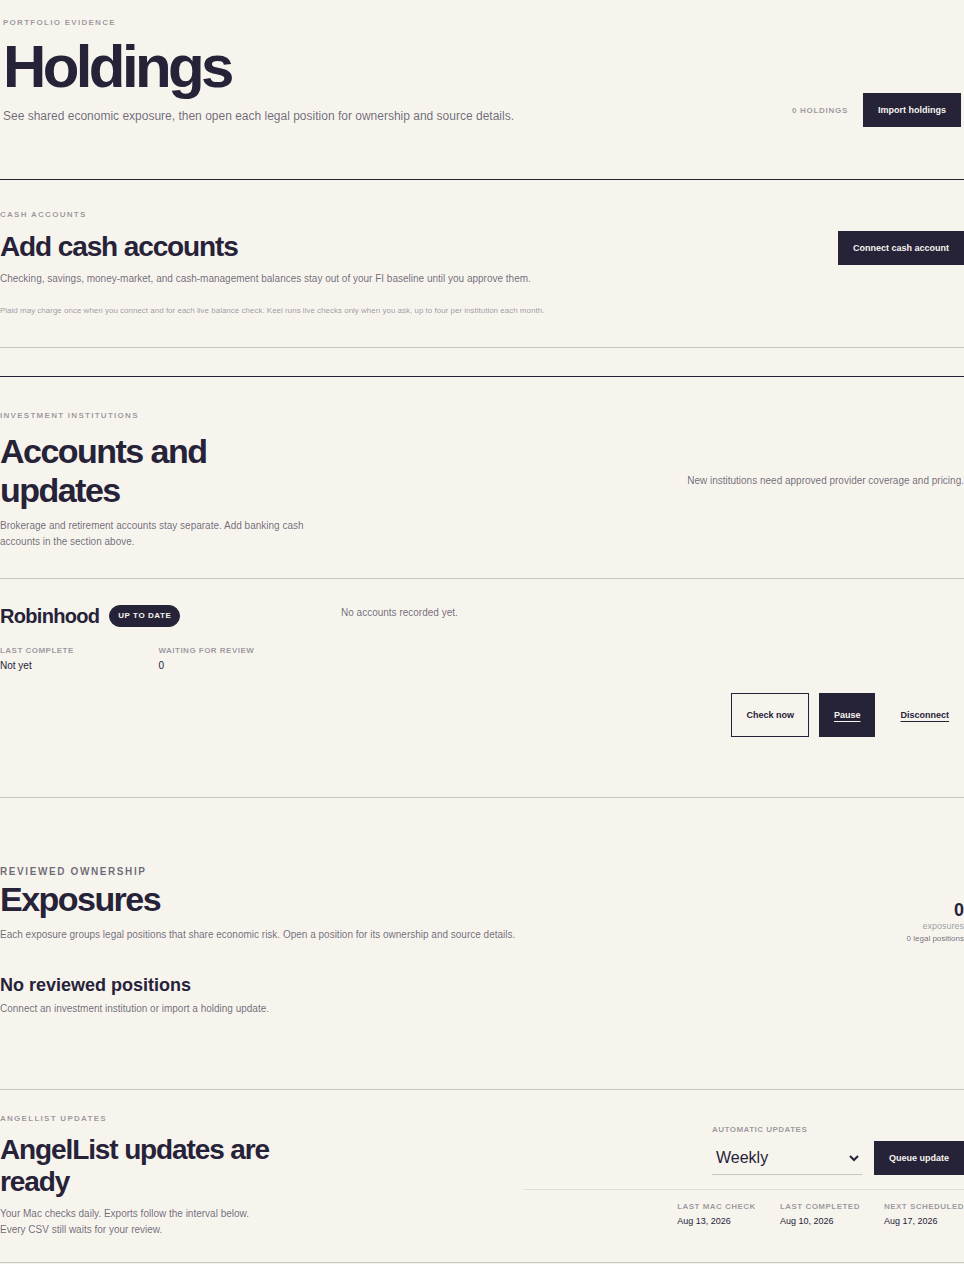 PORTFOLIO EVIDENCE
Holdings
See shared economic exposure, then open each legal position for ownership and source details.
0 HOLDINGS
Import holdings
CASH ACCOUNTS
Add cash accounts
Connect cash account
Checking, savings, money-market, and cash-management balances stay out of your FI baseline until you approve them.
Plaid may charge once when you connect and for each live balance check. Keel runs live checks only when you ask, up to four per institution each month.
INVESTMENT INSTITUTIONS
Accounts and
updates
New institutions need approved provider coverage and pricing.
Brokerage and retirement accounts stay separate. Add banking cash
accounts in the section above.
Robinhood
UP TO DATE
No accounts recorded yet.
LAST COMPLETE
Not yet
WAITING FOR REVIEW
0
Check now
Pause
Disconnect
REVIEWED OWNERSHIP
Exposures
Each exposure groups legal positions that share economic risk. Open a position for its ownership and source details.
0
exposures
0 legal positions
No reviewed positions
Connect an investment institution or import a holding update.
ANGELLIST UPDATES
AngelList updates are
ready
Your Mac checks daily. Exports follow the interval below.
Every CSV still waits for your review.
AUTOMATIC UPDATES
Weekly
Queue update
LAST MAC CHECK
Aug 13, 2026
LAST COMPLETED
Aug 10, 2026
NEXT SCHEDULED
Aug 17, 2026